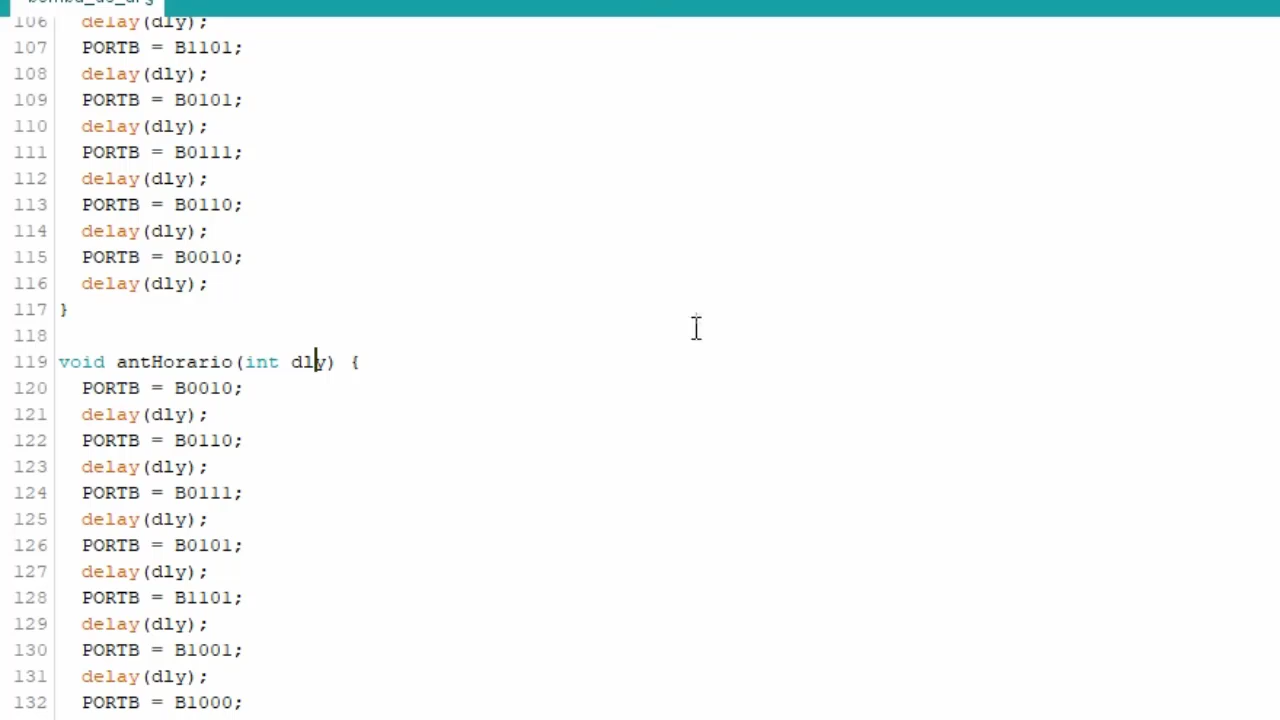 106 delay(dly);
107 PORTB = B1101;
108 delay(dly);
109 PORTB = B0101;
110 delay(dly);
111 PORTB = B0111;
112 delay(dly);
113 PORTB = B0110;
114 delay(dly);
115 PORTB = B0010;
116 delay(dly);
117 }
118
119 void antHorario(int dly) {
120 PORTB = B0010;
121 delay(dly);
122 PORTB = B0110;
123 delay(dly);
124 PORTB = B0111;
125 delay(dly);
126 PORTB = B0101;
127 delay(dly);
128 PORTB = B1101;
129 delay(dly);
130 PORTB = B1001;
131 delay(dly);
132 PORTB = B1000;